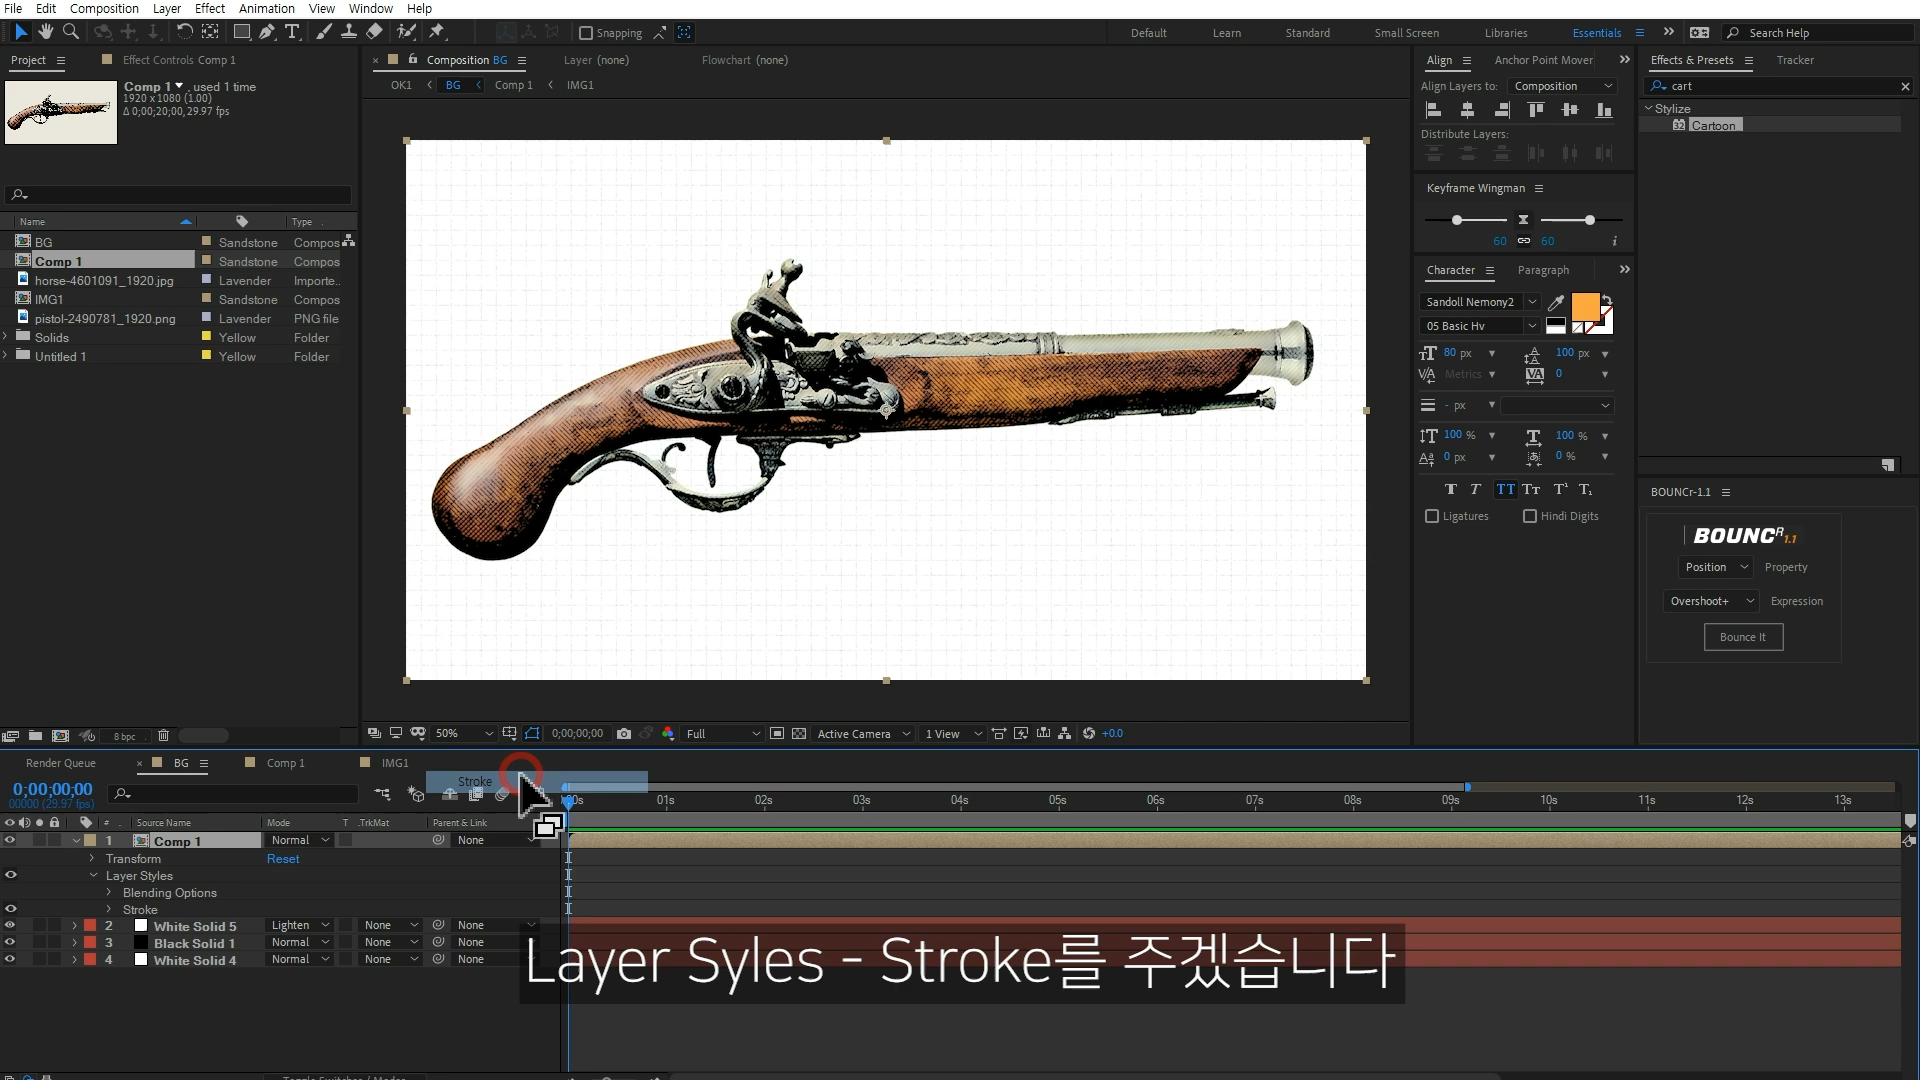 File Edit Composition Layer Effect Animation View Window Help
Snapping
Default Learn Standard Small Screen Libraries Essentials Search Help
Project Effect Controls Comp 1
Comp 1 , used 1 time
1920 x 1080 (1.00)
Δ 0;00;20;00, 29.97 fps
Name Type
BG Sandstone Compos
Comp 1 Sandstone Compos
horse-4601091_1920.jpg Lavender Importe..
IMG1 Sandstone Compos
pistol-2490781_1920.png Lavender PNG file
Solids Yellow Folder
Untitled 1 Yellow Folder
8 bpc
Composition BG Layer (none) Flowchart (none)
OK1 BG Comp 1 IMG1
50% 0;00;00;00 Full Active Camera 1 View +0.0
Align Anchor Point Mover
Align Layers to: Composition
Distribute Layers:
Keyframe Wingman
60 60 i
Character Paragraph
Sandoll Nemony2
05 Basic Hv
80 px 100 px
Metrics 0
- px
100 % 100 %
0 px 0 %
Ligatures Hindi Digits
Effects & Presets Tracker
cart
Stylize
32 Cartoon
BOUNCr-1.1
BOUNCR 1.1
Position Property
Overshoot+ Expression
Bounce It
Render Queue BG Comp 1 IMG1
0;00;00;00
00000 (29.97 fps)
Stroke
00s 01s 02s 03s 04s 05s 06s 07s 08s 09s 10s 11s 12s 13s
# Source Name Mode T .TrkMat Parent & Link
1 Comp 1 Normal None
Transform Reset
Layer Styles
Blending Options
Stroke
2 White Solid 5 Lighten None None
3 Black Solid 1 Normal None None
4 White Solid 4 Normal None None
Layer Syles - Stroke를 주겠습니다